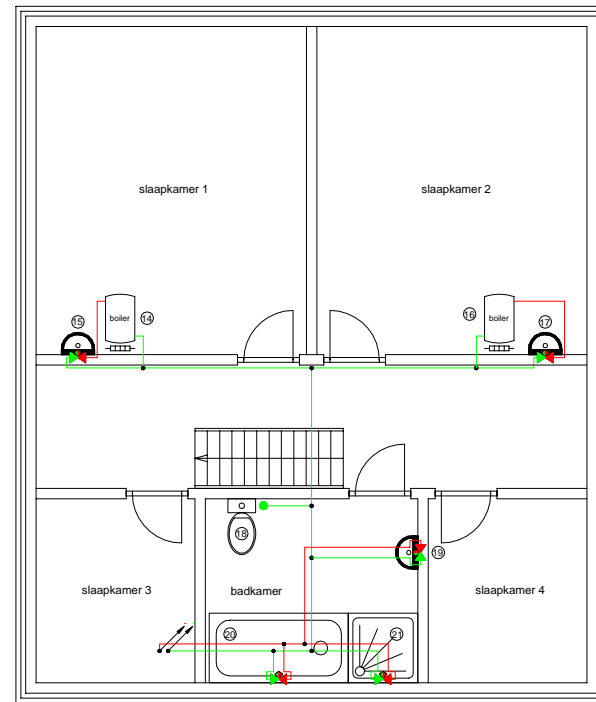 slaapkamer 1
slaapkamer 2
15
boiler
14
16
boiler
17
18
19
slaapkamer 3
badkamer
slaapkamer 4
20
21